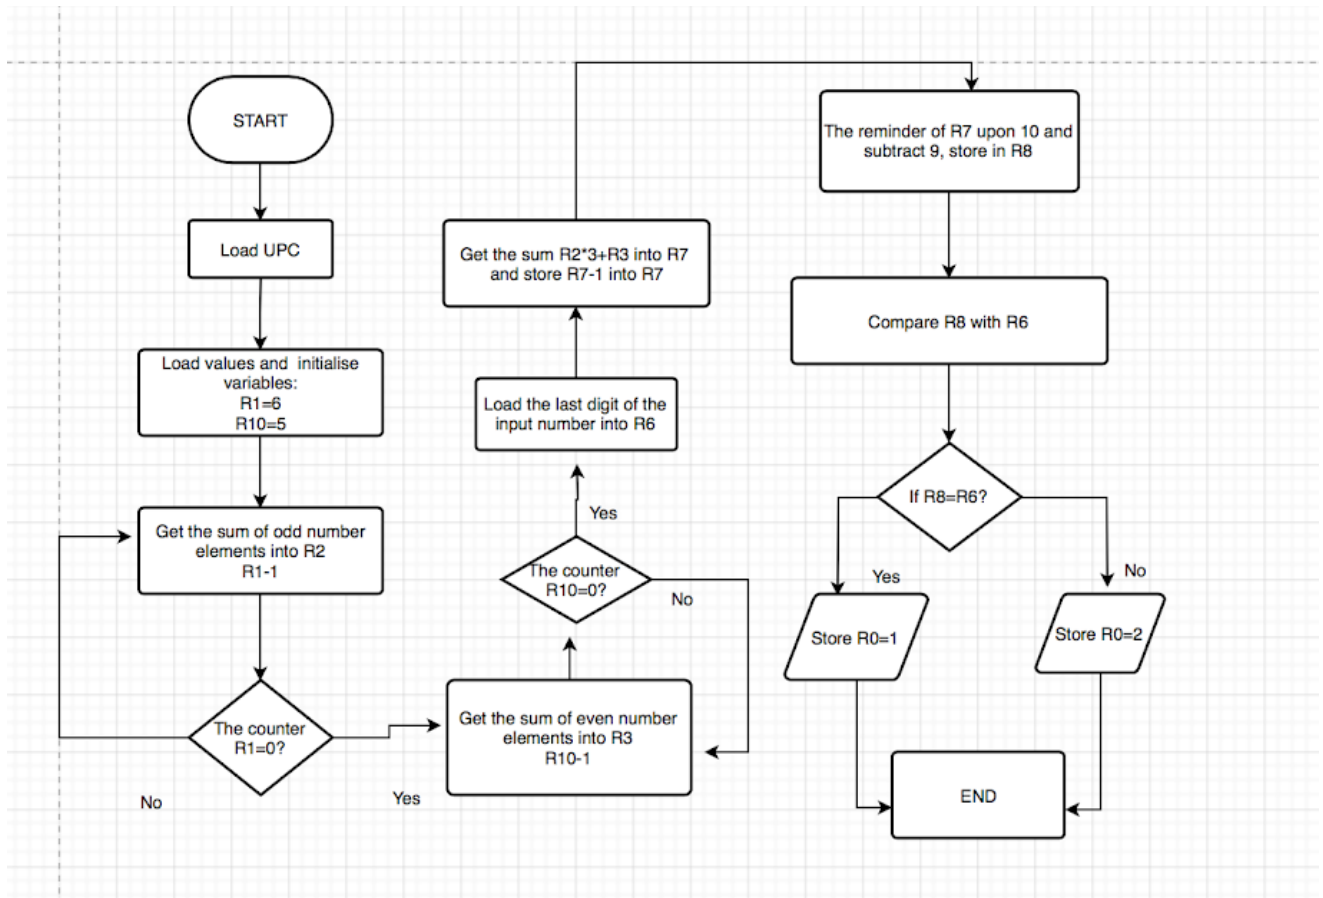 START
Load UPC
Load values and initialise
variables:
R1=6
R10=5
Get the sum of odd number
elements into R2
R1-1
The counter
R1=0?
No
Yes
Get the sum of even number
elements into R3
R10-1
The counter
R10=0?
No
Yes
Load the last digit of the
input number into R6
Get the sum R2*3+R3 into R7
and store R7-1 into R7
The reminder of R7 upon 10 and
subtract 9, store in R8
Compare R8 with R6
If R8=R6?
Yes
No
Store R0=1
Store R0=2
END